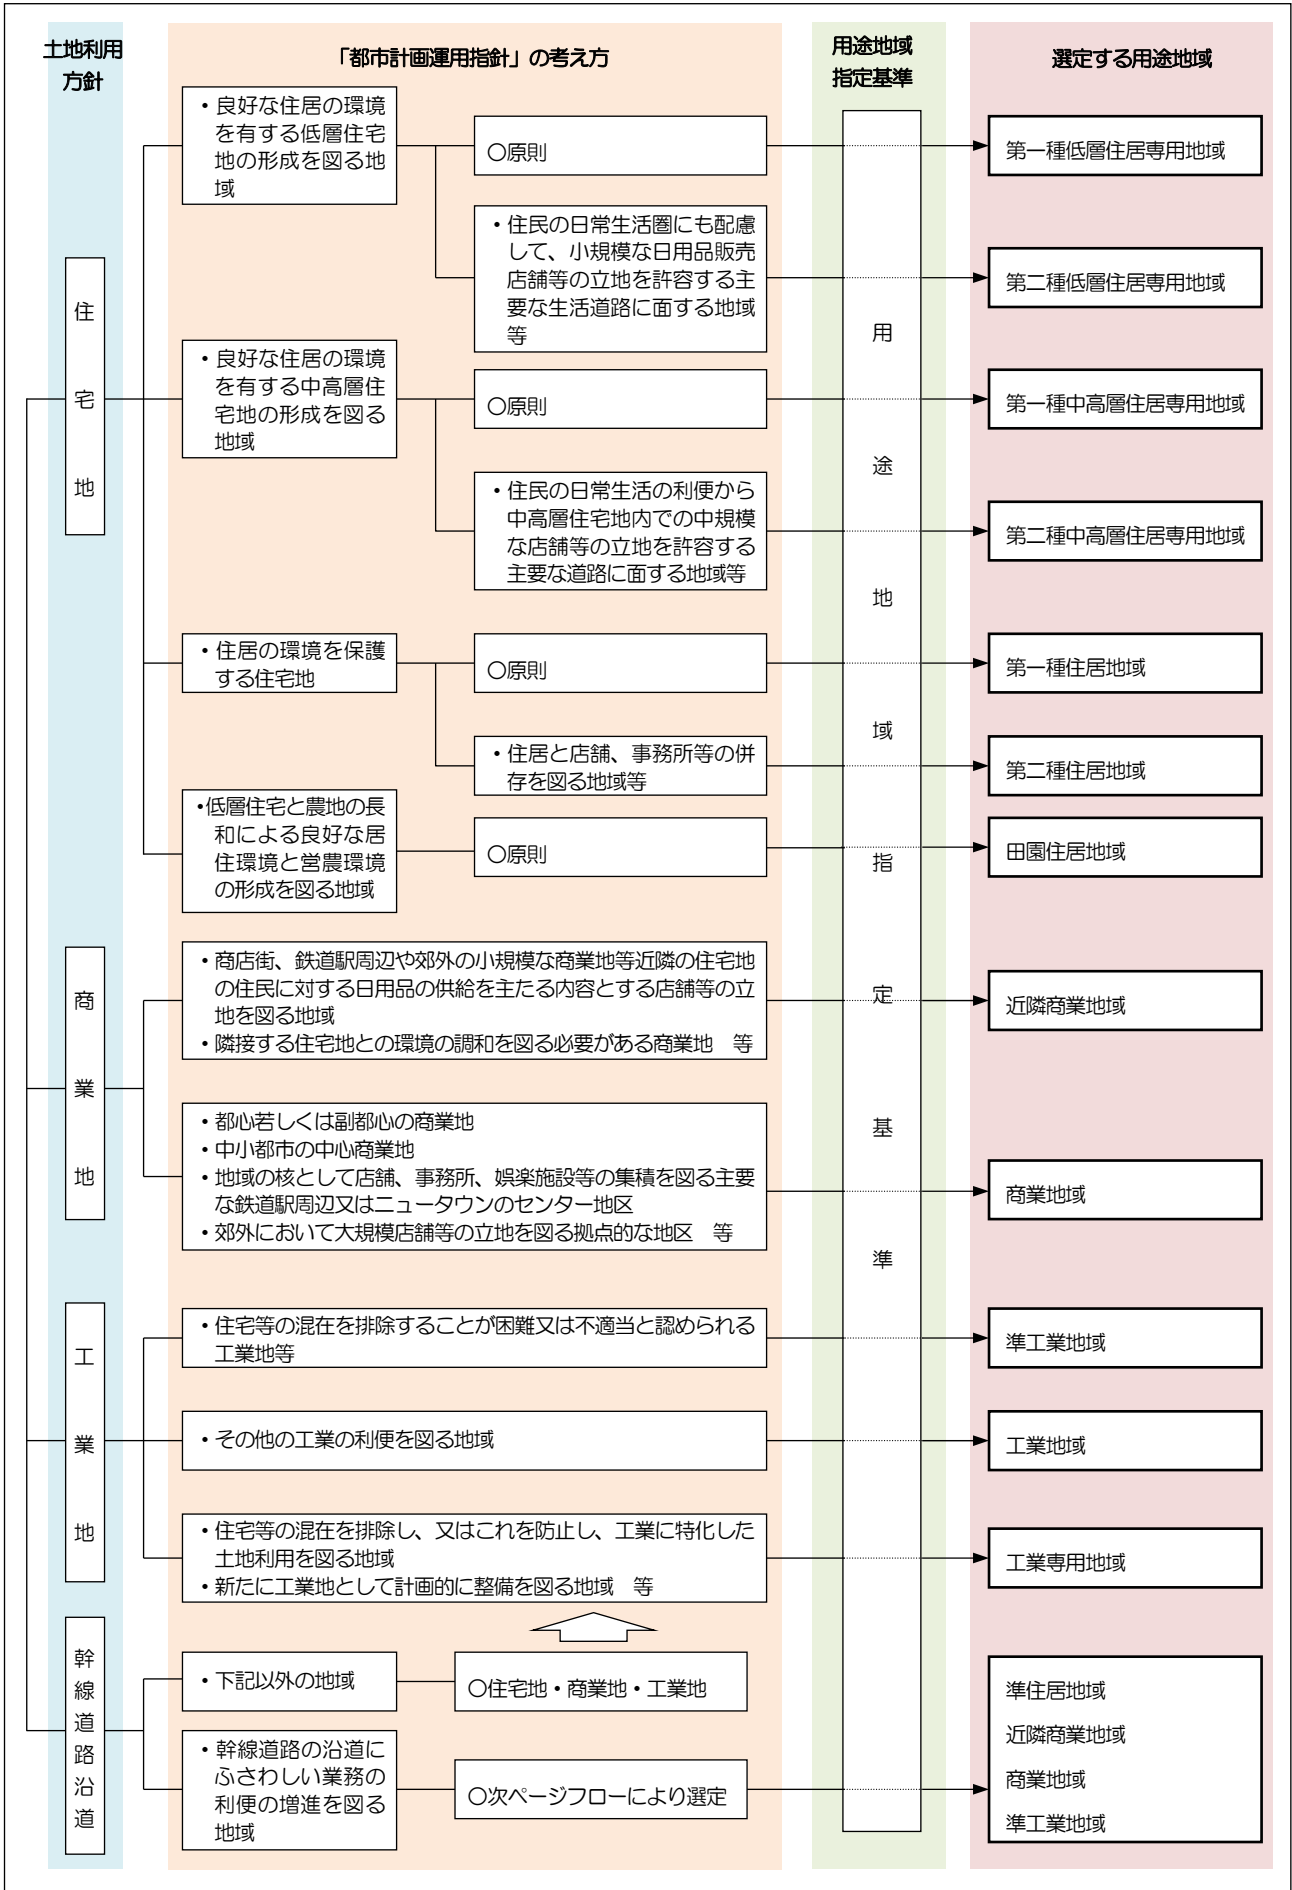 土地利用
方針
「都市計画運用指針」の考え方
用途地域
指定基準
選定する用途地域
住宅地
・良好な住居の環境
を有する低層住宅
地の形成を図る地
域
〇原則
第一種低層住居専用地域
・住民の日常生活圏にも配慮
して、小規模な日用品販売
店舗等の立地を許容する主
要な生活道路に面する地域
等
第二種低層住居専用地域
・良好な住居の環境
を有する中高層住
宅地の形成を図る
地域
〇原則
第一種中高層住居専用地域
・住民の日常生活の利便から
中高層住宅地内での中規模
な店舗等の立地を許容する
主要な道路に面する地域等
第二種中高層住居専用地域
・住居の環境を保護
する住宅地
〇原則
第一種住居地域
・住居と店舗、事務所等の併
存を図る地域等
第二種住居地域
・低層住宅と農地の長
和による良好な居
住環境と営農環境
の形成を図る地域
〇原則
田園住居地域
用途地域指定基準
商業地
・商店街、鉄道駅周辺や郊外の小規模な商業地等近隣の住宅地
の住民に対する日用品の供給を主たる内容とする店舗等の立
地を図る地域
・隣接する住宅地との環境の調和を図る必要がある商業地　等
近隣商業地域
・都心若しくは副都心の商業地
・中小都市の中心商業地
・地域の核として店舗、事務所、娯楽施設等の集積を図る主要
な鉄道駅周辺又はニュータウンのセンター地区
・郊外において大規模店舗等の立地を図る拠点的な地区　等
商業地域
工業地
・住宅等の混在を排除することが困難又は不適当と認められる
工業地等
準工業地域
・その他の工業の利便を図る地域
工業地域
・住宅等の混在を排除し、又はこれを防止し、工業に特化した
土地利用を図る地域
・新たに工業地として計画的に整備を図る地域　等
工業専用地域
幹線道路沿道
・下記以外の地域
〇住宅地・商業地・工業地
・幹線道路の沿道に
ふさわしい業務の
利便の増進を図る
地域
〇次ページフローにより選定
準住居地域
近隣商業地域
商業地域
準工業地域